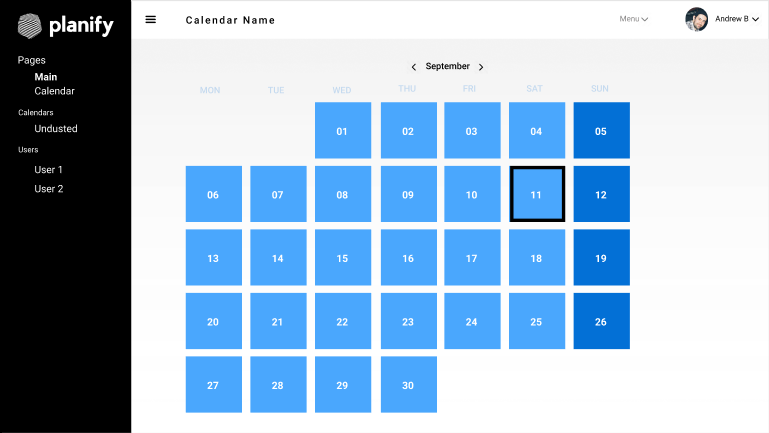 planify
Calendar Name
Menu
Andrew B
Pages
Main
Calendar
Calendars
Undusted
Users
User 1
User 2
September
MON TUE WED THU FRI SAT SUN
01 02 03 04 05
06 07 08 09 10 11 12
13 14 15 16 17 18 19
20 21 22 23 24 25 26
27 28 29 30